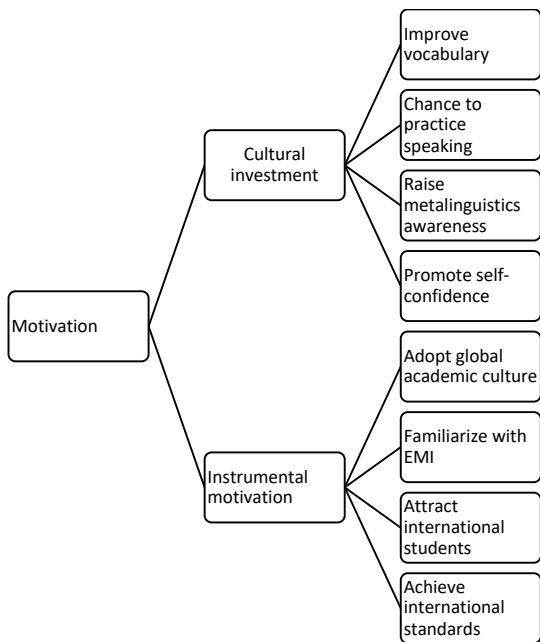 Motivation
Cultural
investment
Improve
vocabulary
Chance to
practice
speaking
Raise
metalinguistics
awareness
Promote self-
confidence
Instrumental
motivation
Adopt global
academic culture
Familiarize with
EMI
Attract
international
students
Achieve
international
standards